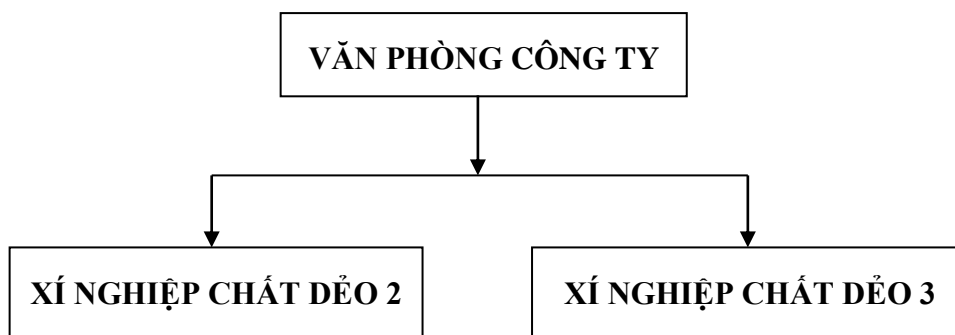 VĂN PHÒNG CÔNG TY
XÍ NGHIỆP CHẤT DẺO 2
XÍ NGHIỆP CHẤT DẺO 3